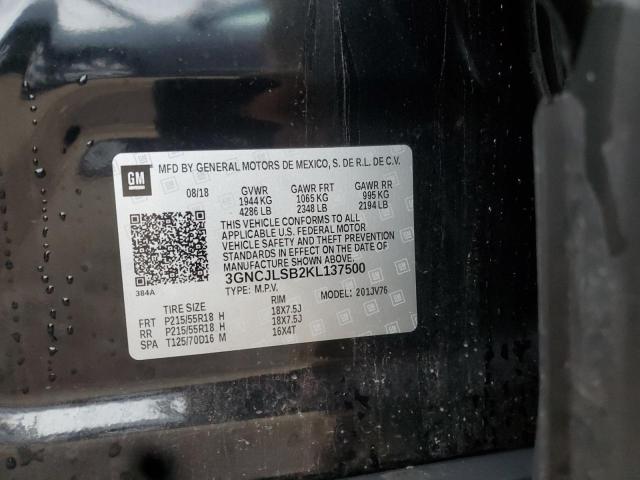 GM
MFD BY GENERAL MOTORS DE MEXICO, S. DE R.L. DE C.V.
08/18 GVWR GAWR FRT GAWR RR
1944 KG 1065 KG 995 KG
4286 LB 2348 LB 2194 LB
THIS VEHICLE CONFORMS TO ALL
APPLICABLE U.S. FEDERAL MOTOR
VEHICLE SAFETY AND THEFT PREVENTION
STANDARDS IN EFFECT ON THE DATE OF
MANUFACTURE SHOWN ABOVE.
3GNCJLSB2KL137500
TYPE: M.P.V. MODEL: 201JV76
384A
TIRE SIZE RIM
FRT P215/55R18 H 18X7.5J
RR P215/55R18 H 18X7.5J
SPA T125/70D16 M 16X4T